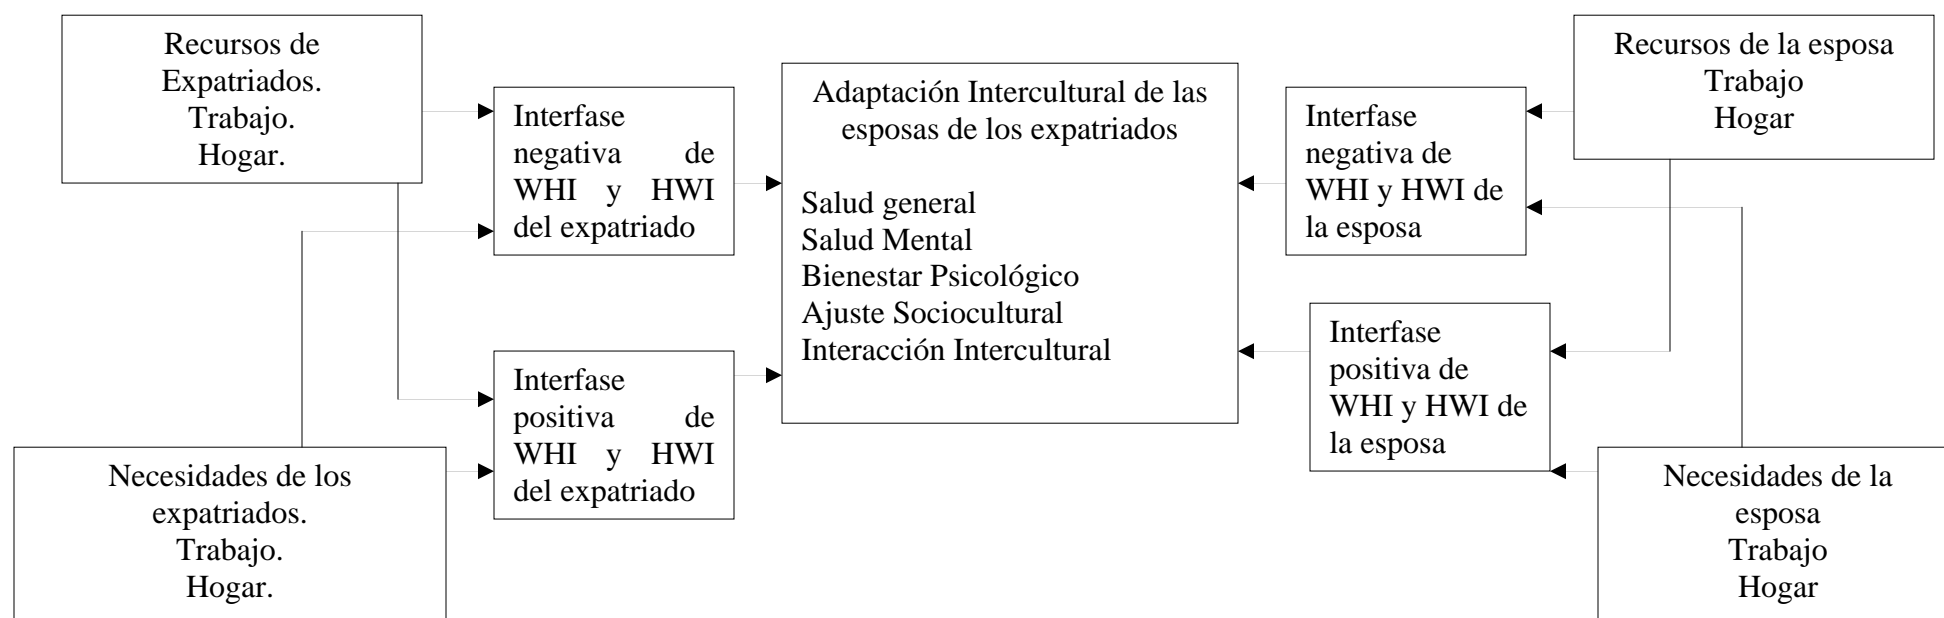 Recursos de
Expatriados.
Trabajo.
Hogar.
Interfase
negativa de
WHI y HWI
del expatriado
Interfase
positiva de
WHI y HWI
del expatriado
Necesidades de los
expatriados.
Trabajo.
Hogar.
Adaptación Intercultural de las
esposas de los expatriados
Salud general
Salud Mental
Bienestar Psicológico
Ajuste Sociocultural
Interacción Intercultural
Interfase
negativa de
WHI y HWI de
la esposa
Interfase
positiva de
WHI y HWI de
la esposa
Recursos de la esposa
Trabajo
Hogar
Necesidades de la
esposa
Trabajo
Hogar